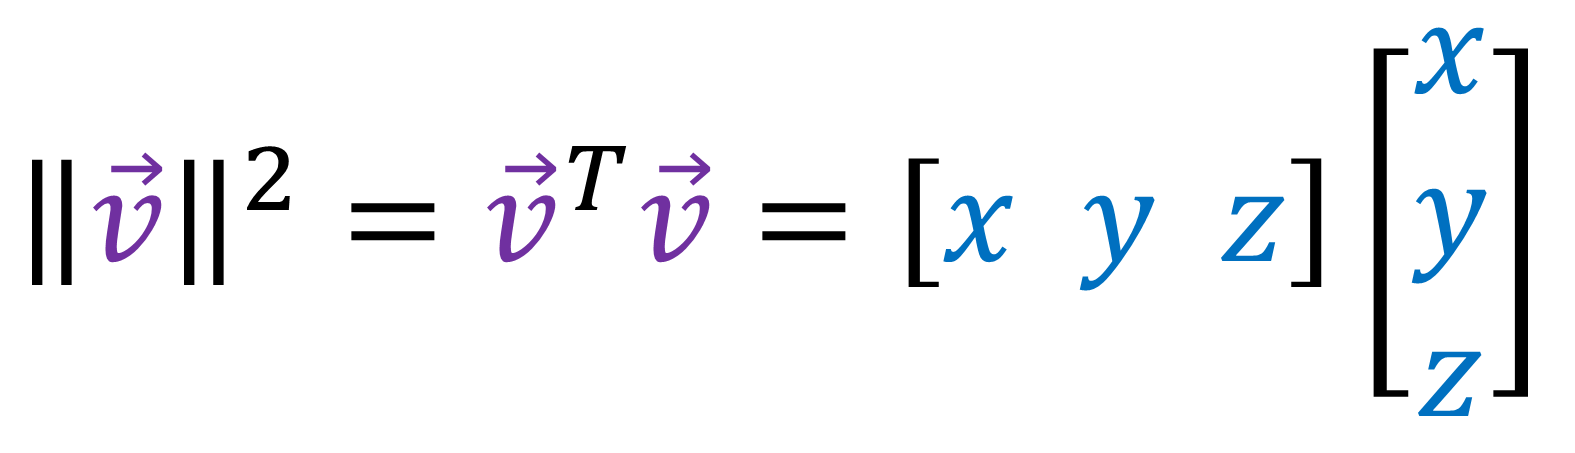 ‖v⃗‖² = v⃗ᵀv⃗ = [x y z] [x y z]